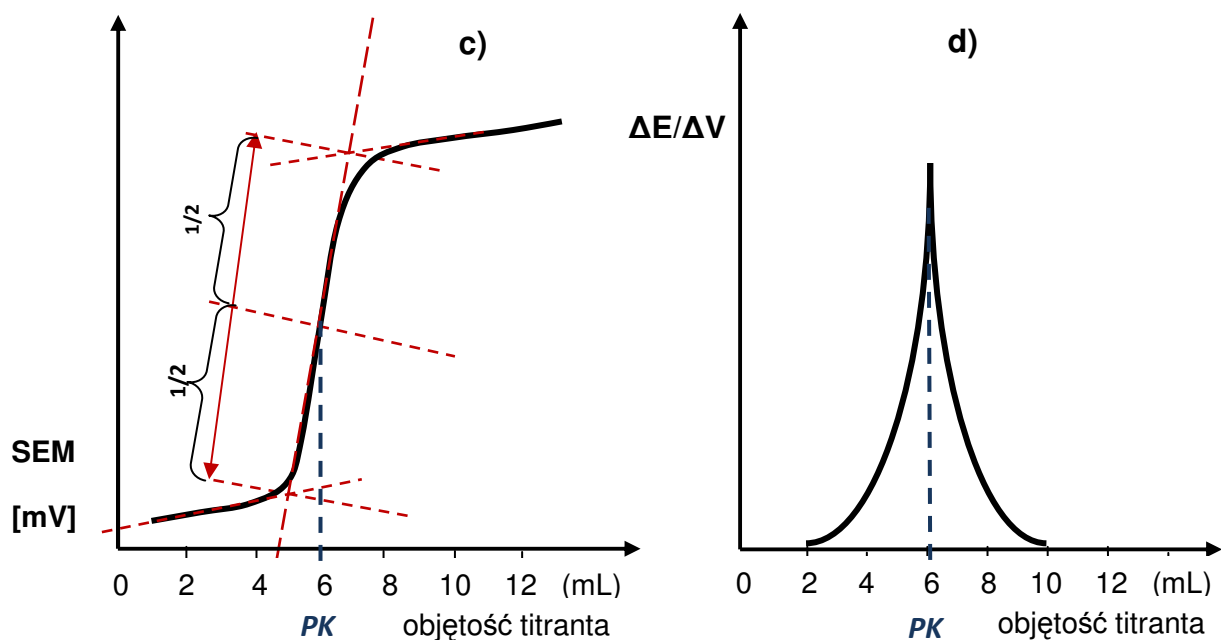 c)
1/2
1/2
SEM
[mV]
0 2 4 6 8 10 12 (mL)
PK objętość titranta
d)
ΔE/ΔV
0 2 4 6 8 10 12 (mL)
PK objętość titranta